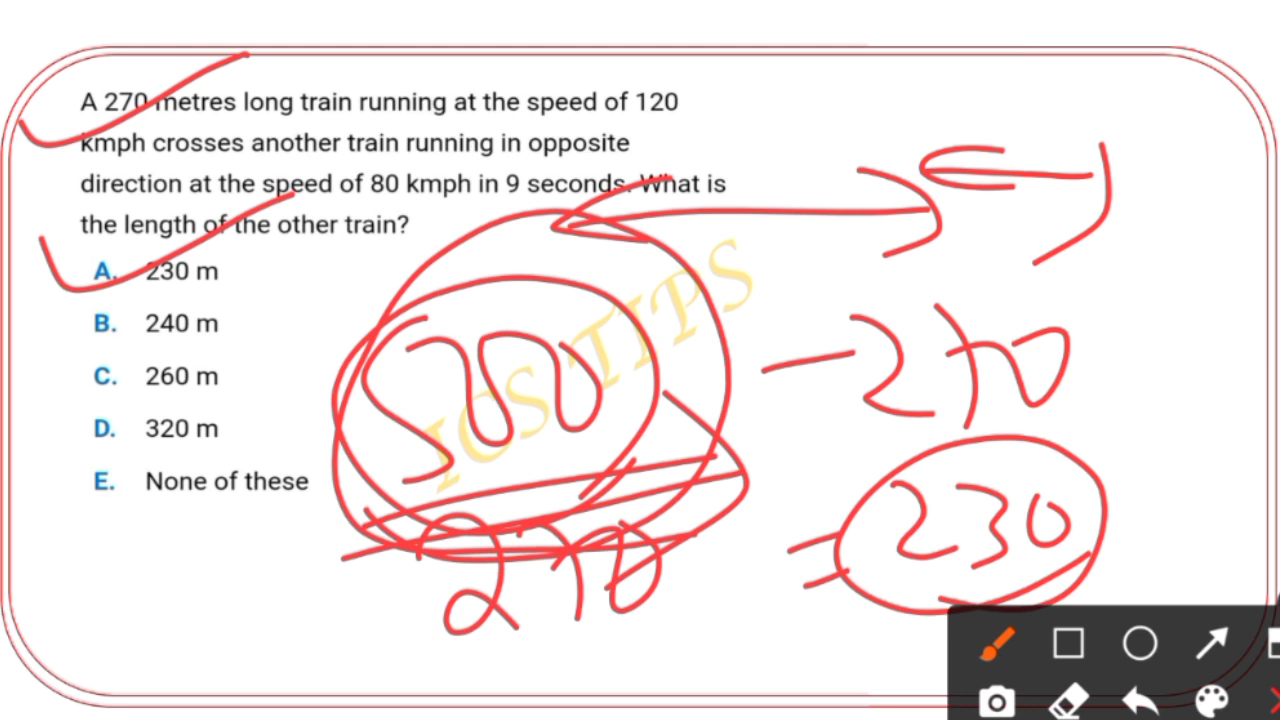 A 270 metres long train running at the speed of 120
kmph crosses another train running in opposite
direction at the speed of 80 kmph in 9 seconds. What is
the length of the other train?
A. 230 m
B. 240 m
C. 260 m
D. 320 m
E. None of these
ICS TIPS
500
270
-270
=230